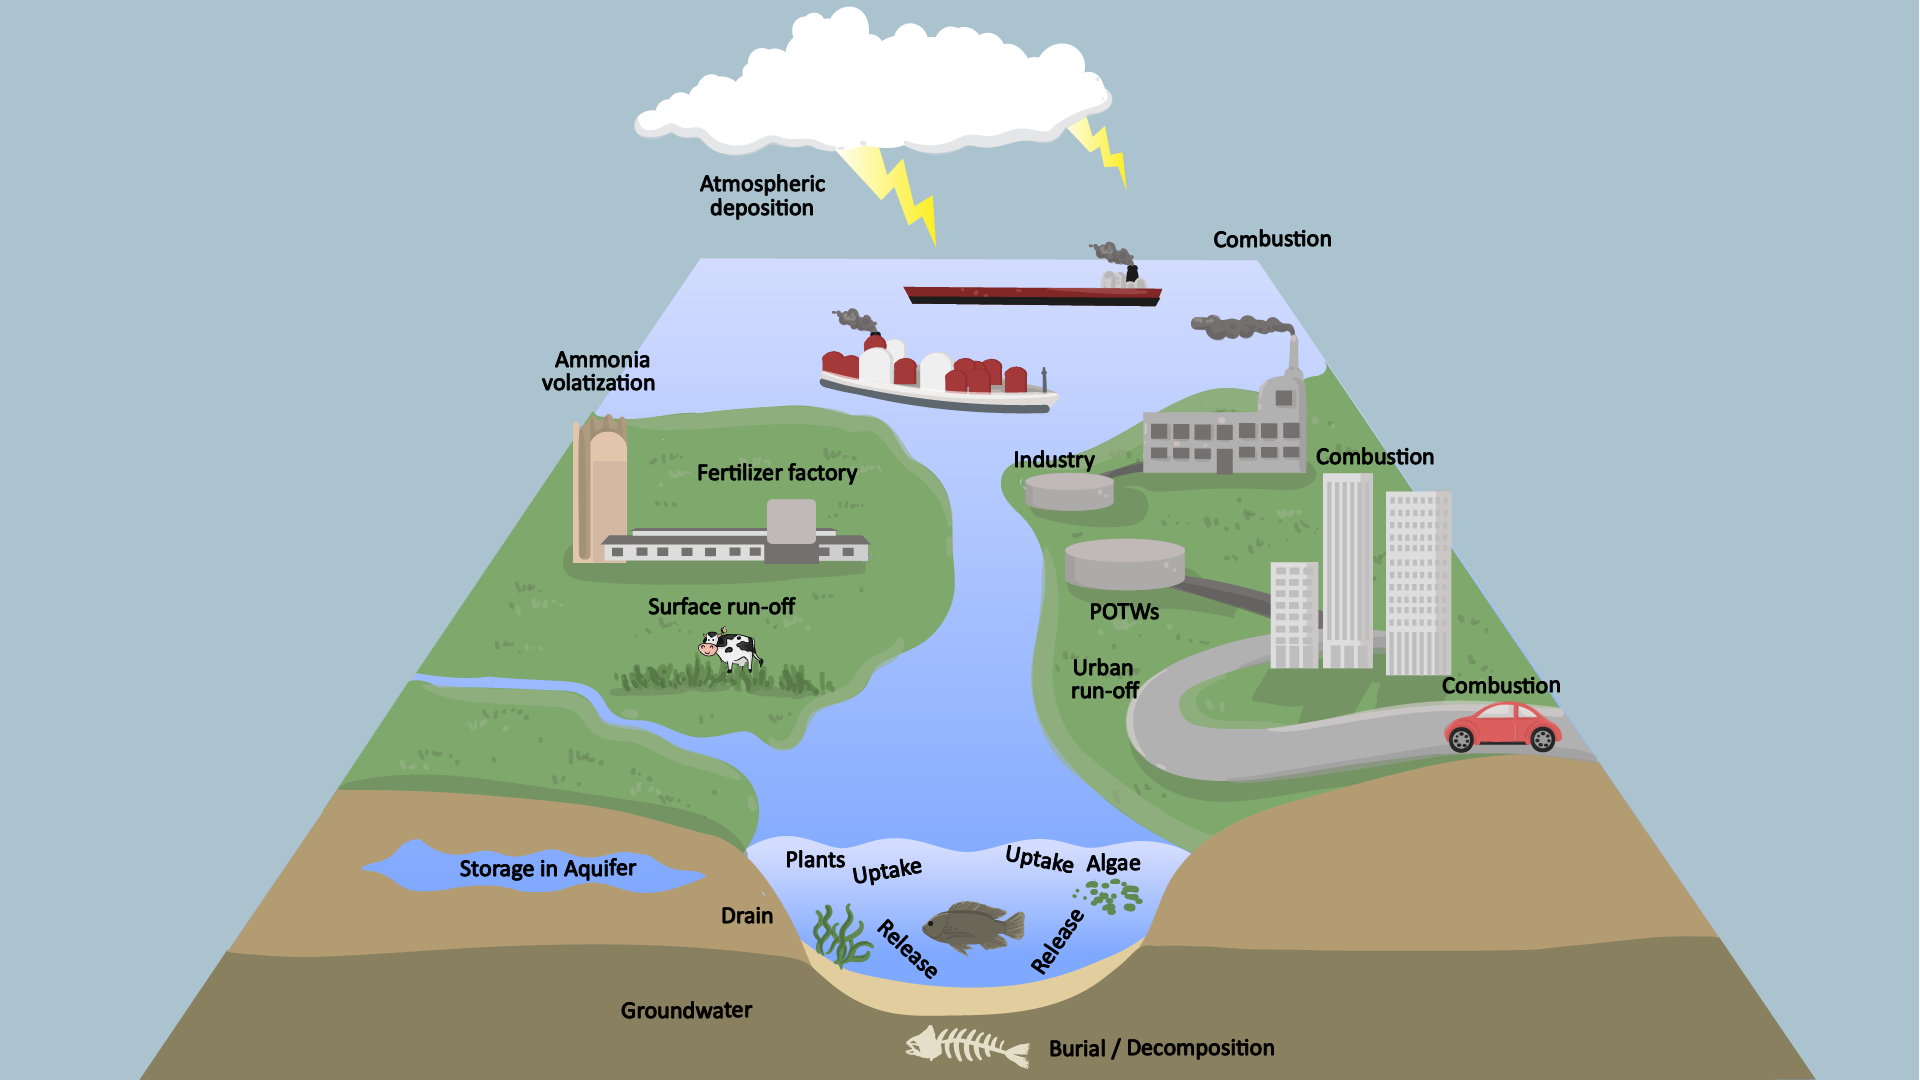 Atmospheric
deposition
Combustion
Ammonia
volatization
Industry
Combustion
Fertilizer factory
Surface run-off
POTWs
Urban
run-off
Combustion
Plants
Uptake
Uptake
Algae
Storage in Aquifer
Drain
Release
Release
Groundwater
Burial / Decomposition